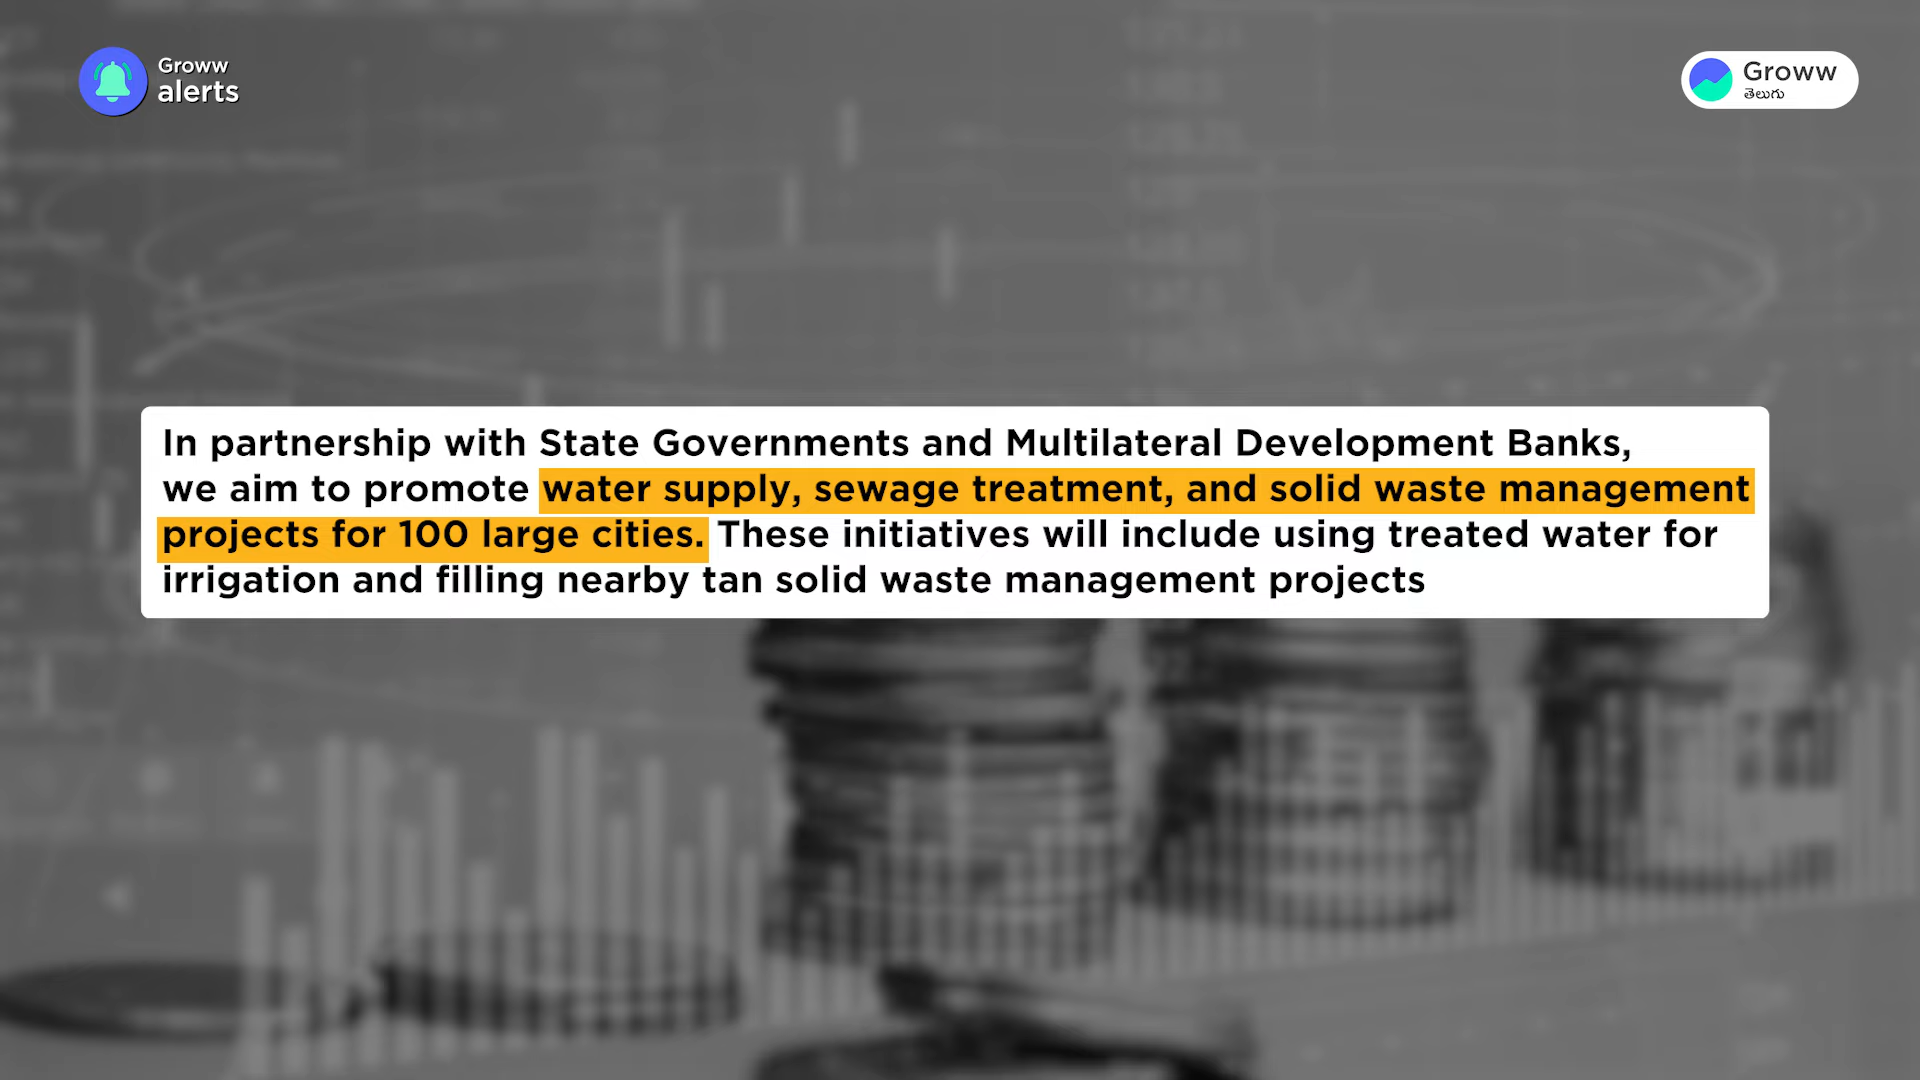 Groww
alerts
Groww
తెలుగు
In partnership with State Governments and Multilateral Development Banks,
we aim to promote water supply, sewage treatment, and solid waste management
projects for 100 large cities. These initiatives will include using treated water for
irrigation and filling nearby tan solid waste management projects